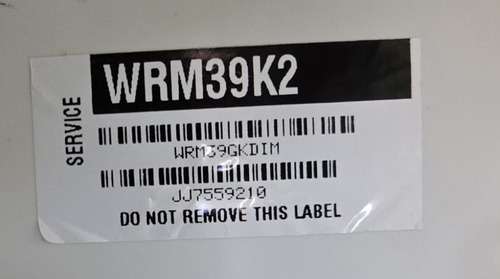 SERVICE
WRM39K2
WRM39GKDIM
JJ7559210
DO NOT REMOVE THIS LABEL